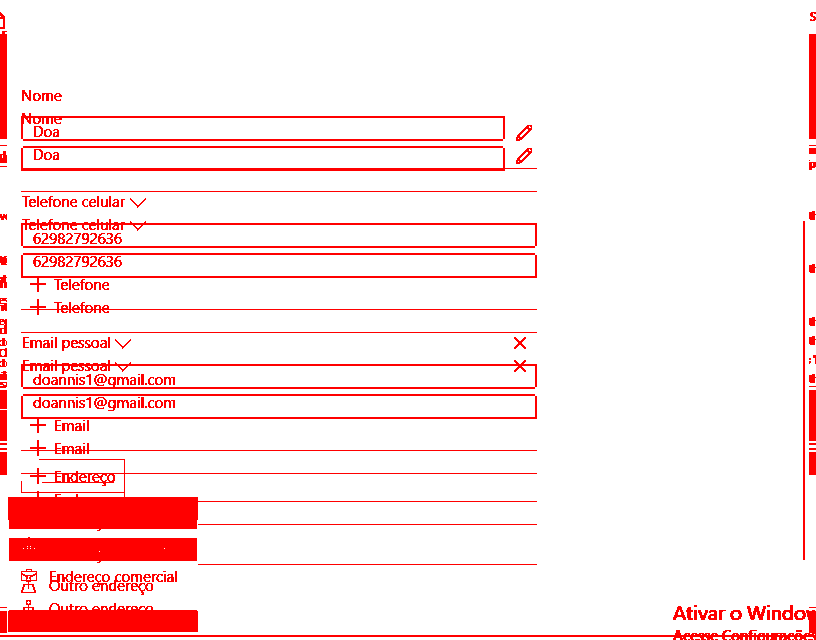 Nome
Nome
Doa
Doa
Telefone celular
Telefone celular
62982792636
62982792636
Telefone
Telefone
Email pessoal
Email pessoal
doannis1@gmail.com
doannis1@gmail.com
Email
Email
Endereço
Endereço comercial
Outro endereço
Outro endereço
Ativar o Window
Acesse Configurações